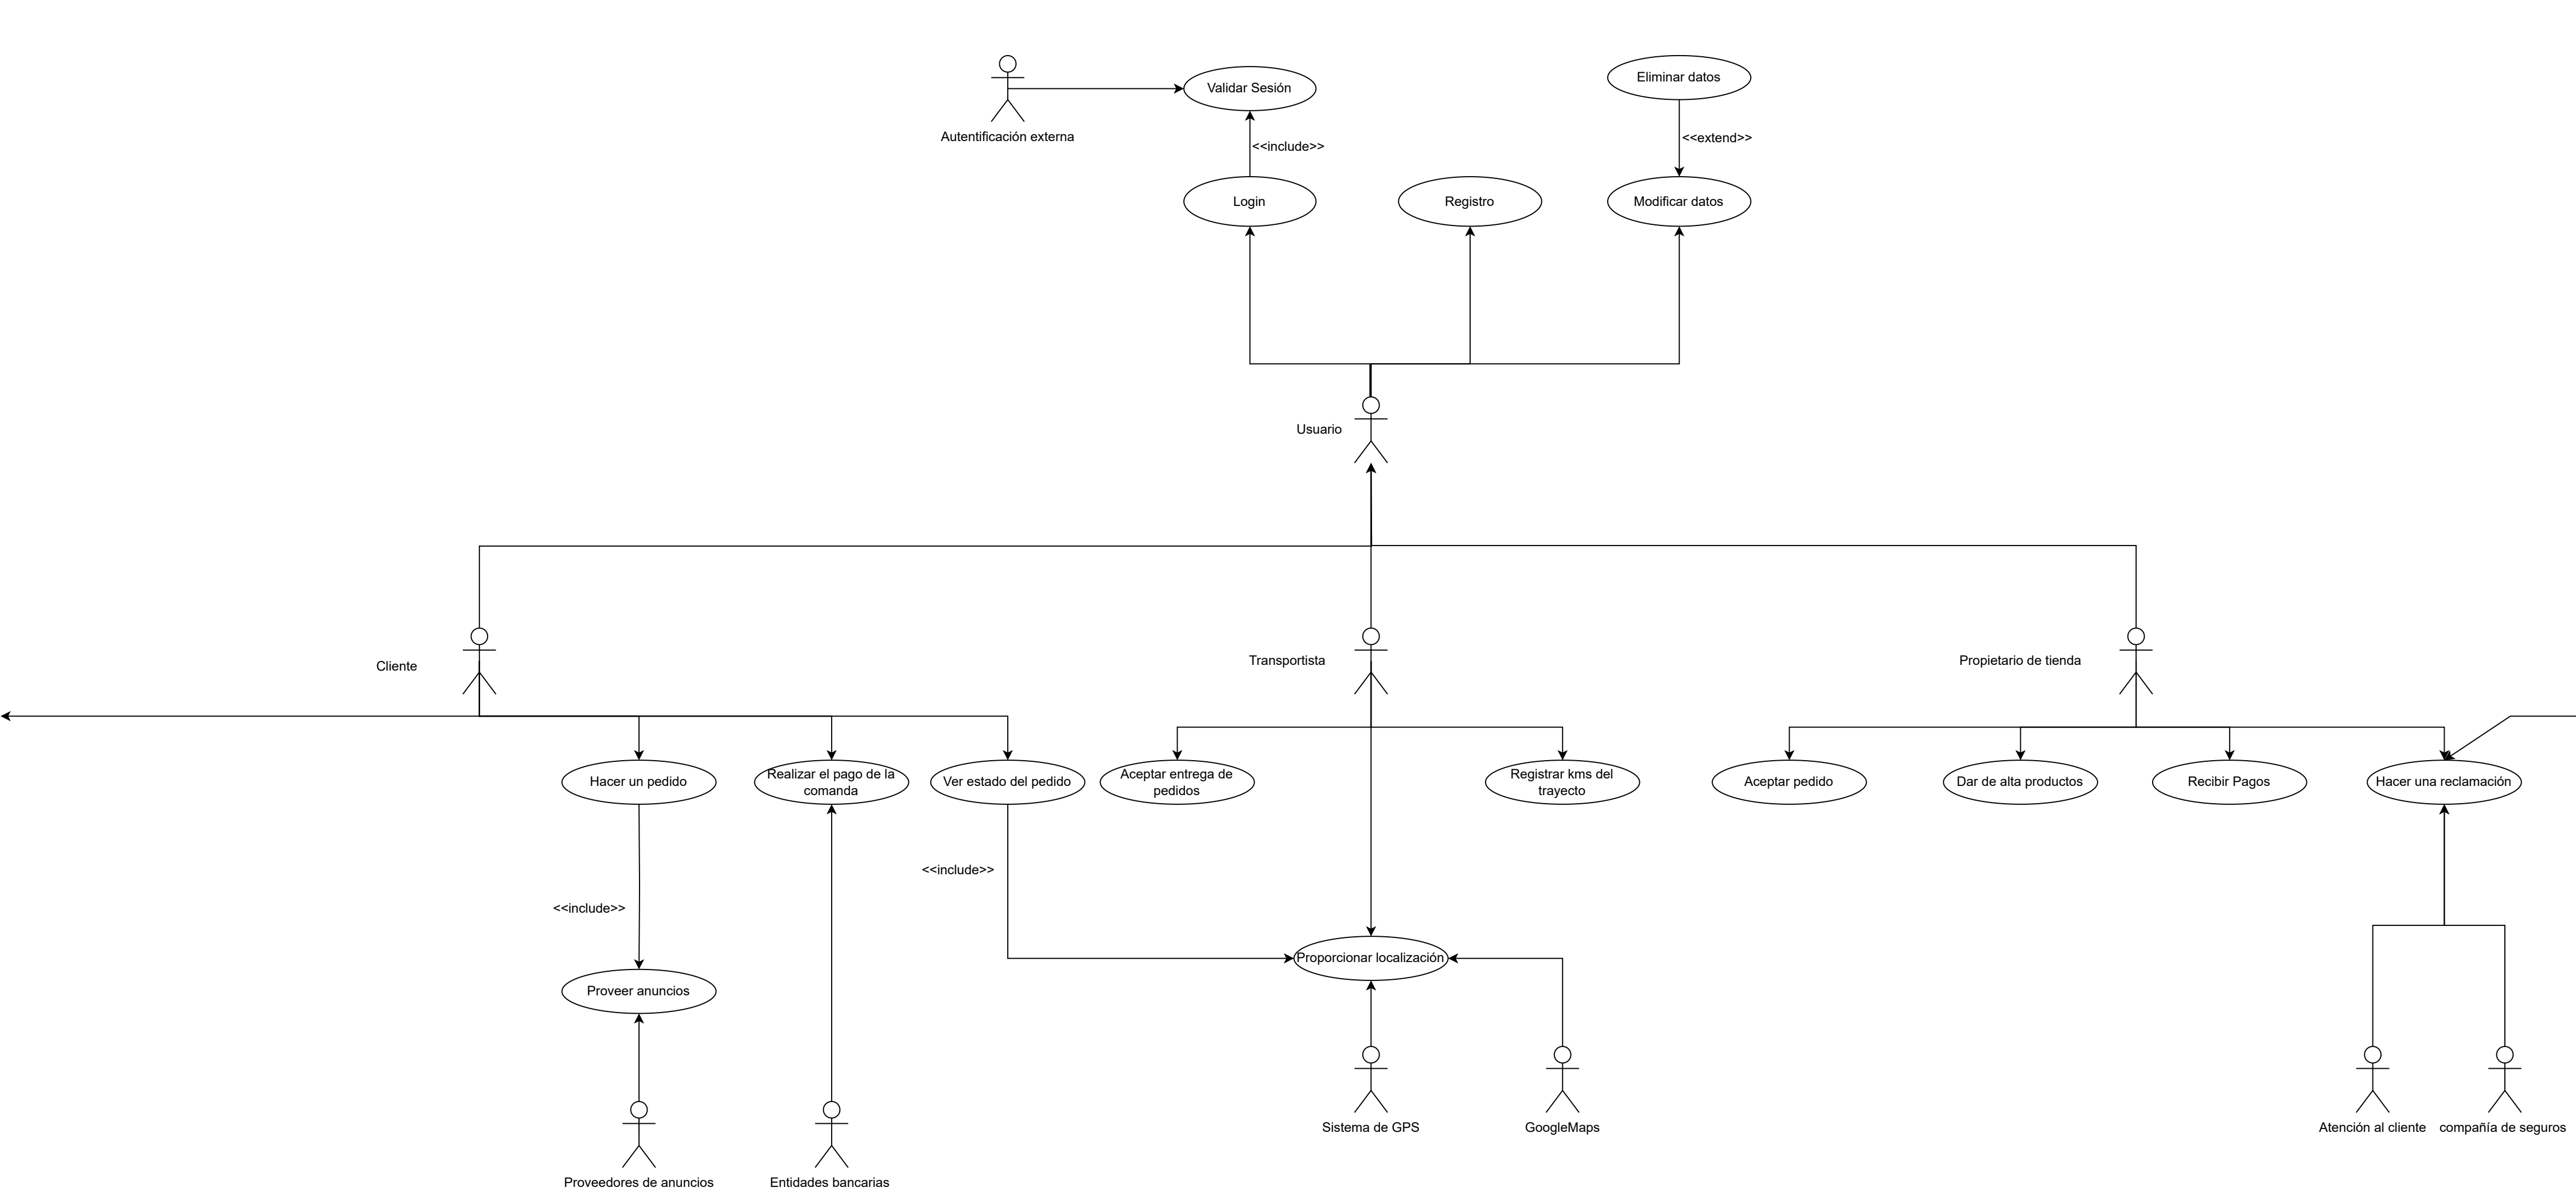 Validar Sesión
Eliminar datos
Autentificación externa
<<include>>
<<extend>>
Login
Registro
Modificar datos
Usuario
Cliente
Transportista
Propietario de tienda
Hacer un pedido
Realizar el pago de la
comanda
Ver estado del pedido
Aceptar entrega de
pedidos
Registrar kms del
trayecto
Aceptar pedido
Dar de alta productos
Recibir Pagos
Hacer una reclamación
<<include>>
<<include>>
Proporcionar localización
Proveer anuncios
Sistema de GPS
GoogleMaps
Atención al cliente
compañía de seguros
Proveedores de anuncios
Entidades bancarias